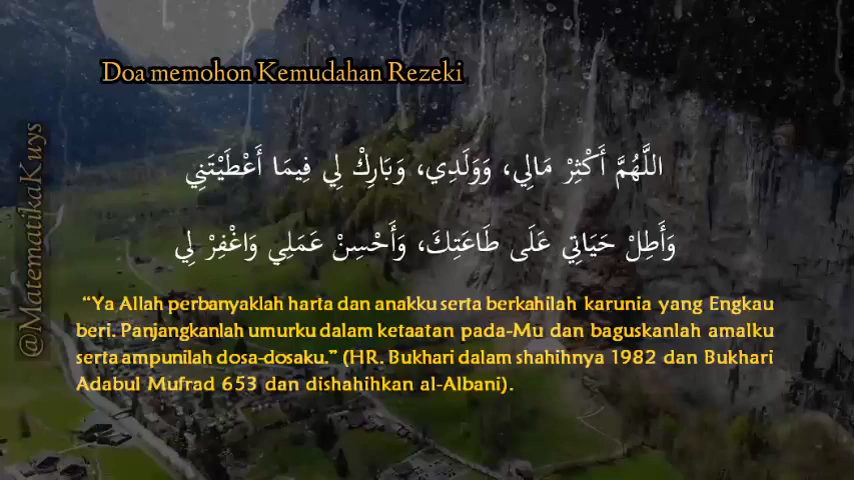 Doa memohon Kemudahan Rezeki
اللَّهُمَّ أَكْثِرْ مَالِي، وَوَلَدِي، وَبَارِكْ لِي فِيمَا أَعْطَيْتَنِي
وَأَطِلْ حَيَاتِي عَلَى طَاعَتِكَ، وَأَحْسِنْ عَمَلِي وَاغْفِرْ لِي
“Ya Allah perbanyaklah harta dan anakku serta berkahilah karunia yang Engkau
beri. Panjangkanlah umurku dalam ketaatan pada-Mu dan baguskanlah amalku
serta ampunilah dosa-dosaku.” (HR. Bukhari dalam shahihnya 1982 dan Bukhari
Adabul Mufrad 653 dan dishahihkan al-Albani).
@MatematikaKuys